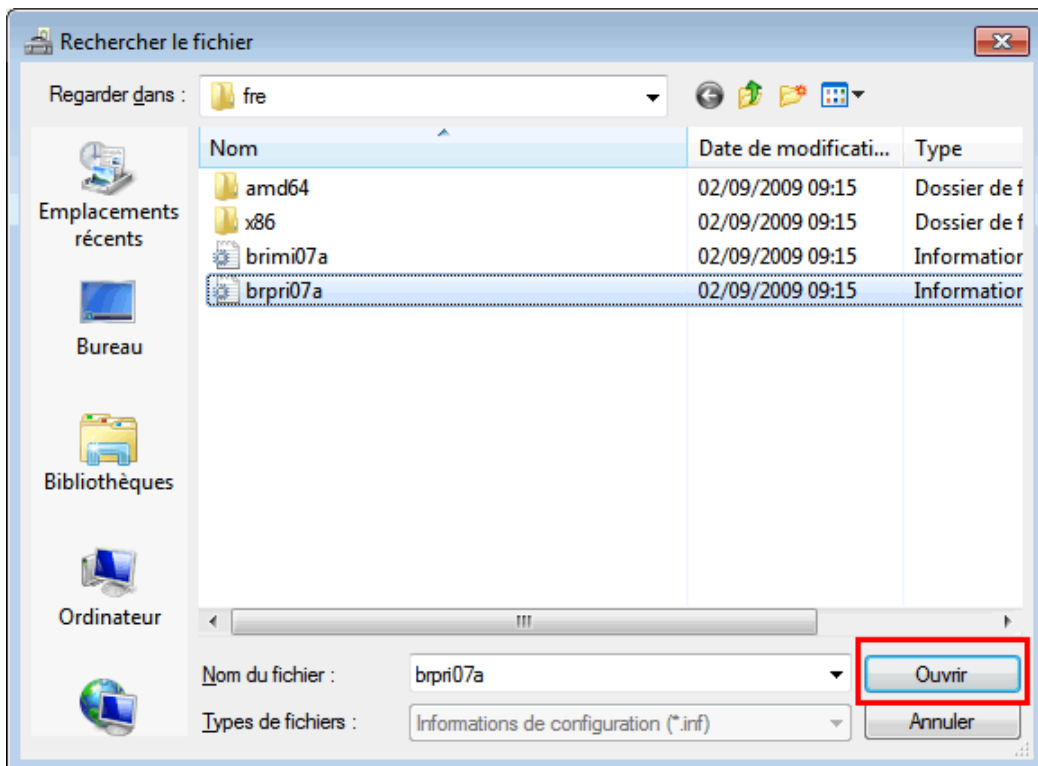 Rechercher le fichier
Regarder dans : fre
Nom Date de modificati... Type
amd64 02/09/2009 09:15 Dossier de f
x86 02/09/2009 09:15 Dossier de f
brimi07a 02/09/2009 09:15 Information
brpri07a 02/09/2009 09:15 Information
Emplacements
récents
Bureau
Bibliothèques
Ordinateur
Nom du fichier : brpri07a Ouvrir
Types de fichiers : Informations de configuration (*.inf) Annuler